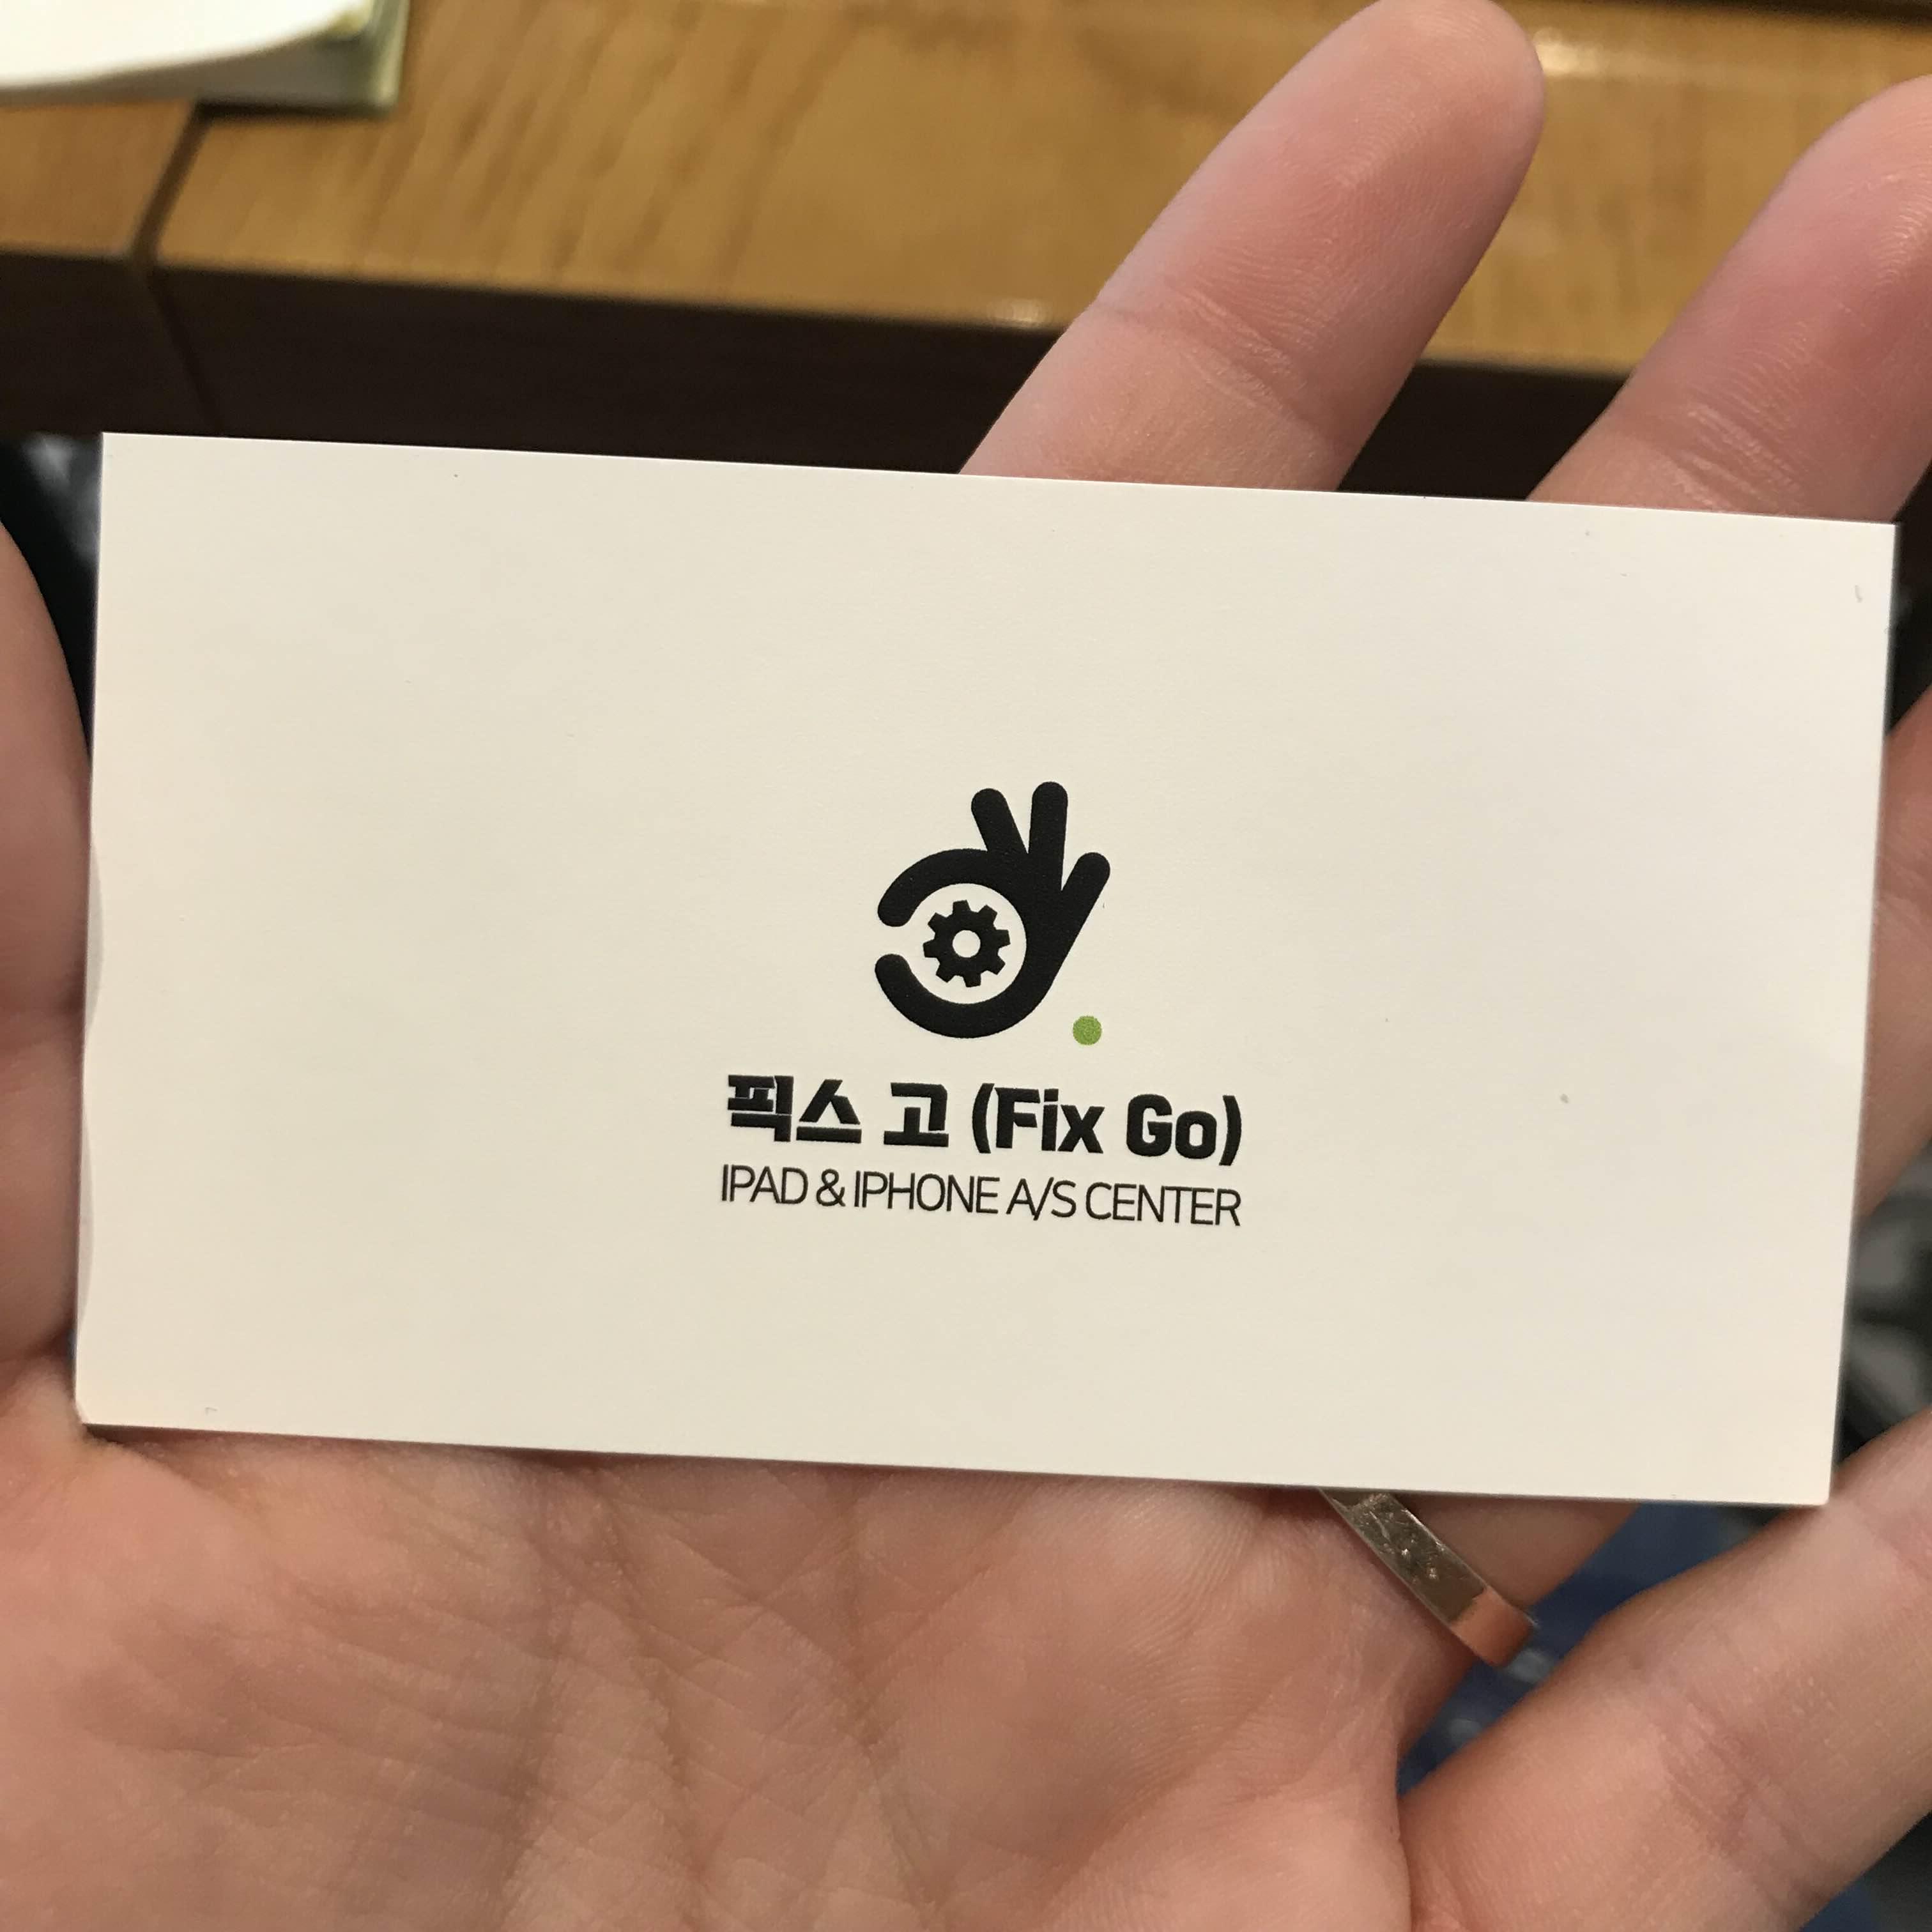 픽스 고 (Fix Go)
IPAD & IPHONE A/S CENTER